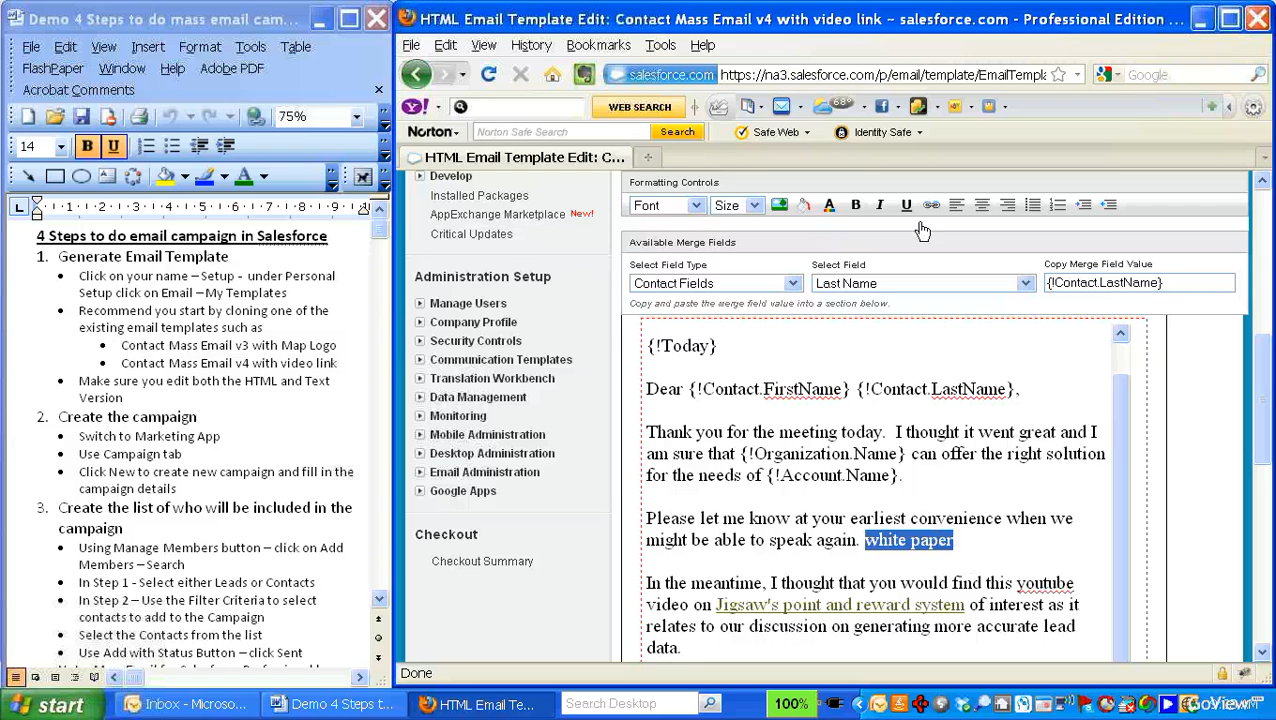 Demo 4 Steps to do mass email cam...
File Edit View Insert Format Tools Table
FlashPaper Window Help Adobe PDF
Acrobat Comments
75%
14 B U
A
4 Steps to do email campaign in Salesforce
1. Generate Email Template
• Click on your name – Setup - under Personal
Setup click on Email – My Templates
• Recommend you start by cloning one of the
existing email templates such as
• Contact Mass Email v3 with Map Logo
• Contact Mass Email v4 with video link
• Make sure you edit both the HTML and Text
Version
2. Create the campaign
• Switch to Marketing App
• Use Campaign tab
• Click New to create new campaign and fill in the
campaign details
3. Create the list of who will be included in the
campaign
• Using Manage Members button – click on Add
Members – Search
• In Step 1 - Select either Leads or Contacts
• In Step 2 – Use the Filter Criteria to select
contacts to add to the Campaign
• Select the Contacts from the list
• Use Add with Status Button – click Sent
HTML Email Template Edit: Contact Mass Email v4 with video link ~ salesforce.com - Professional Edition ...
File Edit View History Bookmarks Tools Help
salesforce.com https://na3.salesforce.com/p/email/template/EmailTempl
Google
Y! WEB SEARCH 68°
Norton Norton Safe Search Search Safe Web Identity Safe
HTML Email Template Edit: C...
Develop
Installed Packages
AppExchange Marketplace New!
Critical Updates
Administration Setup
Manage Users
Company Profile
Security Controls
Communication Templates
Translation Workbench
Data Management
Monitoring
Mobile Administration
Desktop Administration
Email Administration
Google Apps
Checkout
Checkout Summary
Formatting Controls
Font Size A B I U
Available Merge Fields
Select Field Type Select Field Copy Merge Field Value
Contact Fields Last Name {!Contact.LastName}
Copy and paste the merge field value into a section below.
{!Today}
Dear {!Contact.FirstName} {!Contact.LastName},
Thank you for the meeting today. I thought it went great and I
am sure that {!Organization.Name} can offer the right solution
for the needs of {!Account.Name}.
Please let me know at your earliest convenience when we
might be able to speak again. white paper
In the meantime, I thought that you would find this youtube
video on Jigsaw's point and reward system of interest as it
relates to our discussion on generating more accurate lead
data.
Done
start Inbox - Microso... Demo 4 Steps t... HTML Email Te... Search Desktop 100%